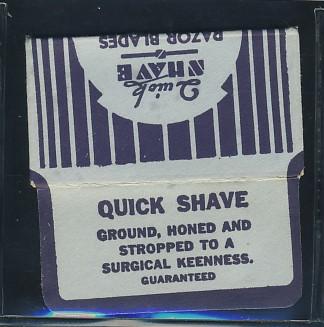 RAZOR BLADES
SHAVE
Quick
QUICK SHAVE
GROUND, HONED AND
STROPPED TO A
SURGICAL KEENNESS.
GUARANTEED